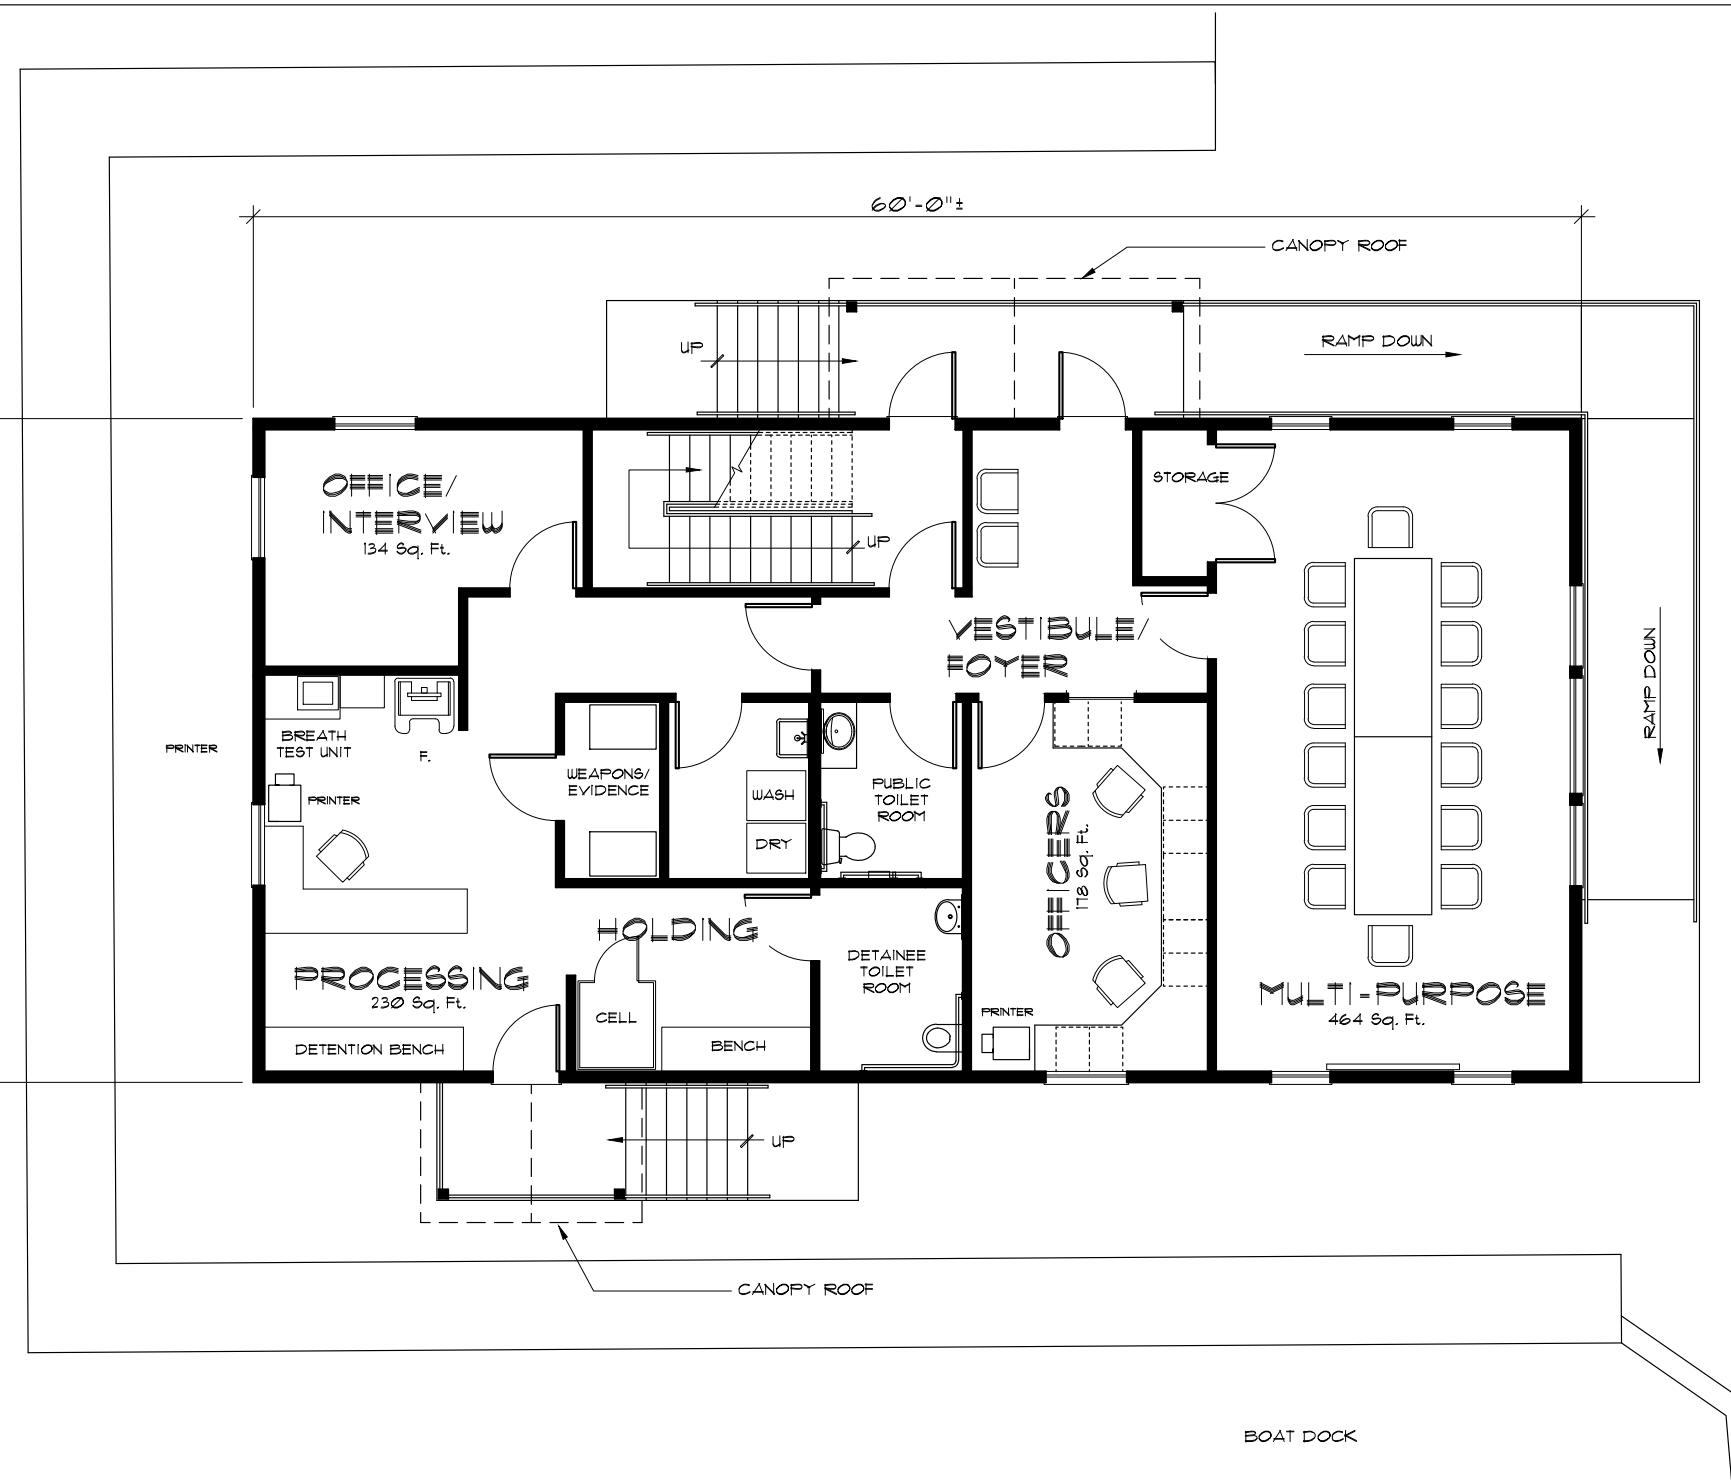 60'-0"±
CANOPY ROOF
RAMP DOWN
UP
STORAGE
OFFICE/
INTERVIEW
134 Sq. Ft.
UP
VESTIBULE/
FOYER
RAMP DOWN
BREATH
TEST UNIT
F.
PRINTER
PRINTER
WEAPONS/
EVIDENCE
WASH
DRY
PUBLIC
TOILET
ROOM
OFFICERS
178 Sq. Ft.
HOLDING
PROCESSING
230 Sq. Ft.
DETAINEE
TOILET
ROOM
MULTI-PURPOSE
464 Sq. Ft.
CELL
PRINTER
DETENTION BENCH
BENCH
UP
CANOPY ROOF
BOAT DOCK